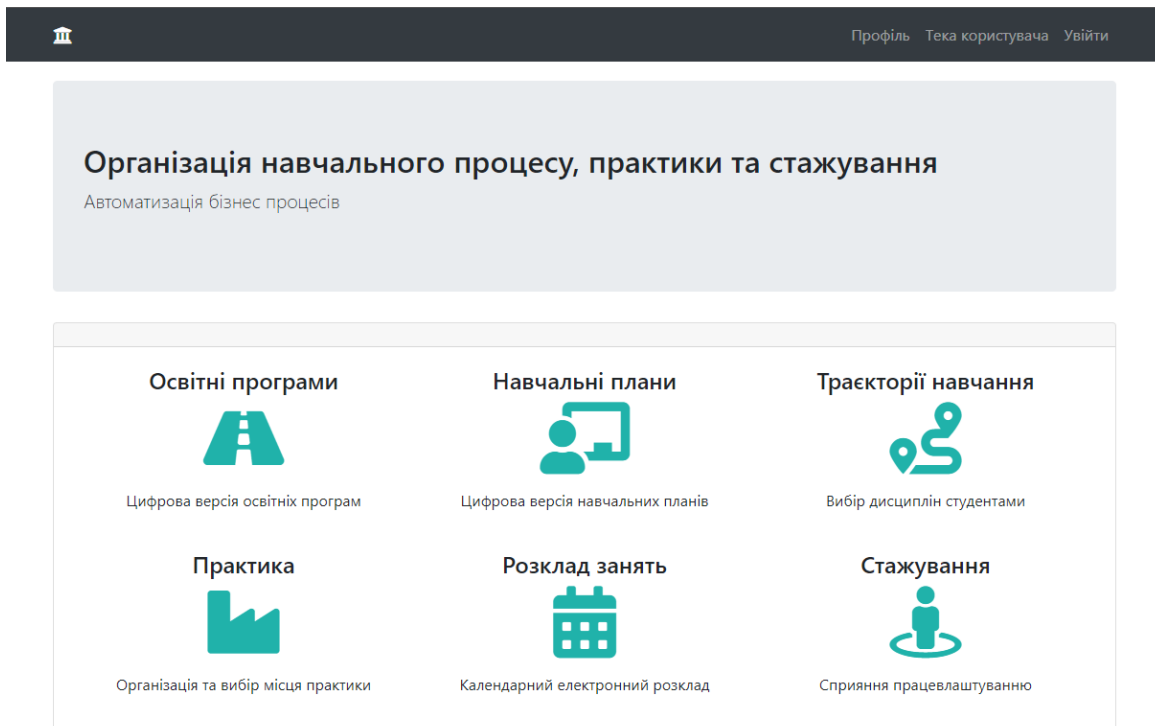 Профіль Тека користувача Увійти
Організація навчального процесу, практики та стажування
Автоматизація бізнес процесів
Освітні програми
Навчальні плани
Траєкторії навчання
Цифрова версія освітніх програм
Цифрова версія навчальних планів
Вибір дисциплін студентами
Практика
Розклад занять
Стажування
Організація та вибір місця практики
Календарний електронний розклад
Сприяння працевлаштуванню